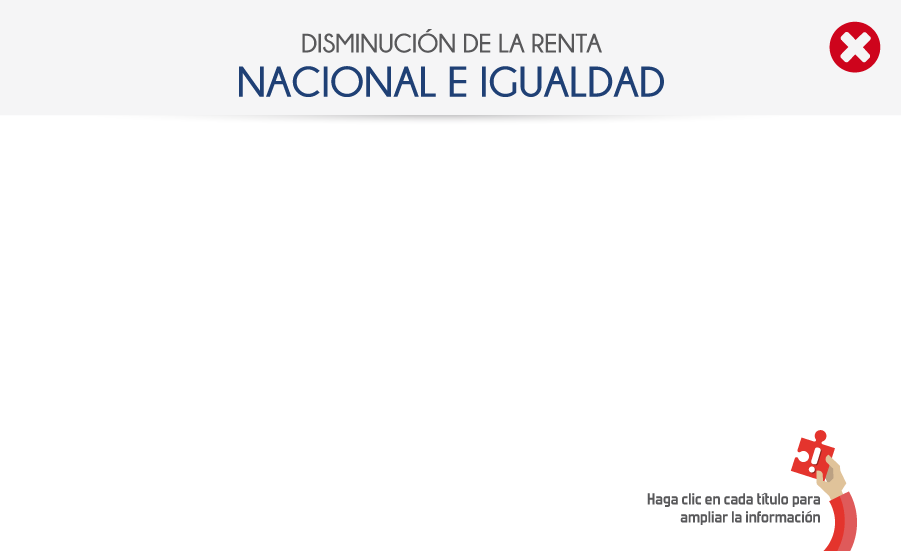 DISMINUCIÓN DE LA RENTA
NACIONAL E IGUALDAD
Haga clic en cada título para
ampliar la información